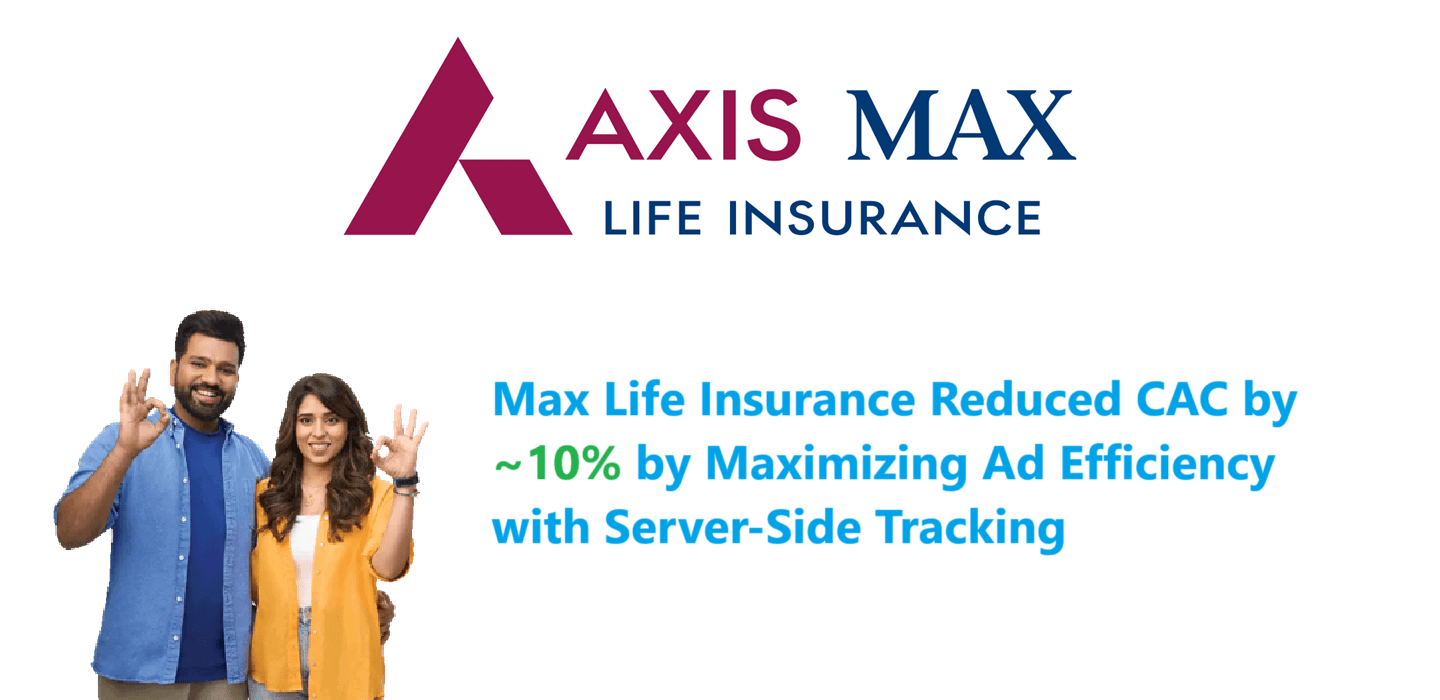 AXIS MAX
LIFE INSURANCE
Max Life Insurance Reduced CAC by
~10% by Maximizing Ad Efficiency
with Server-Side Tracking